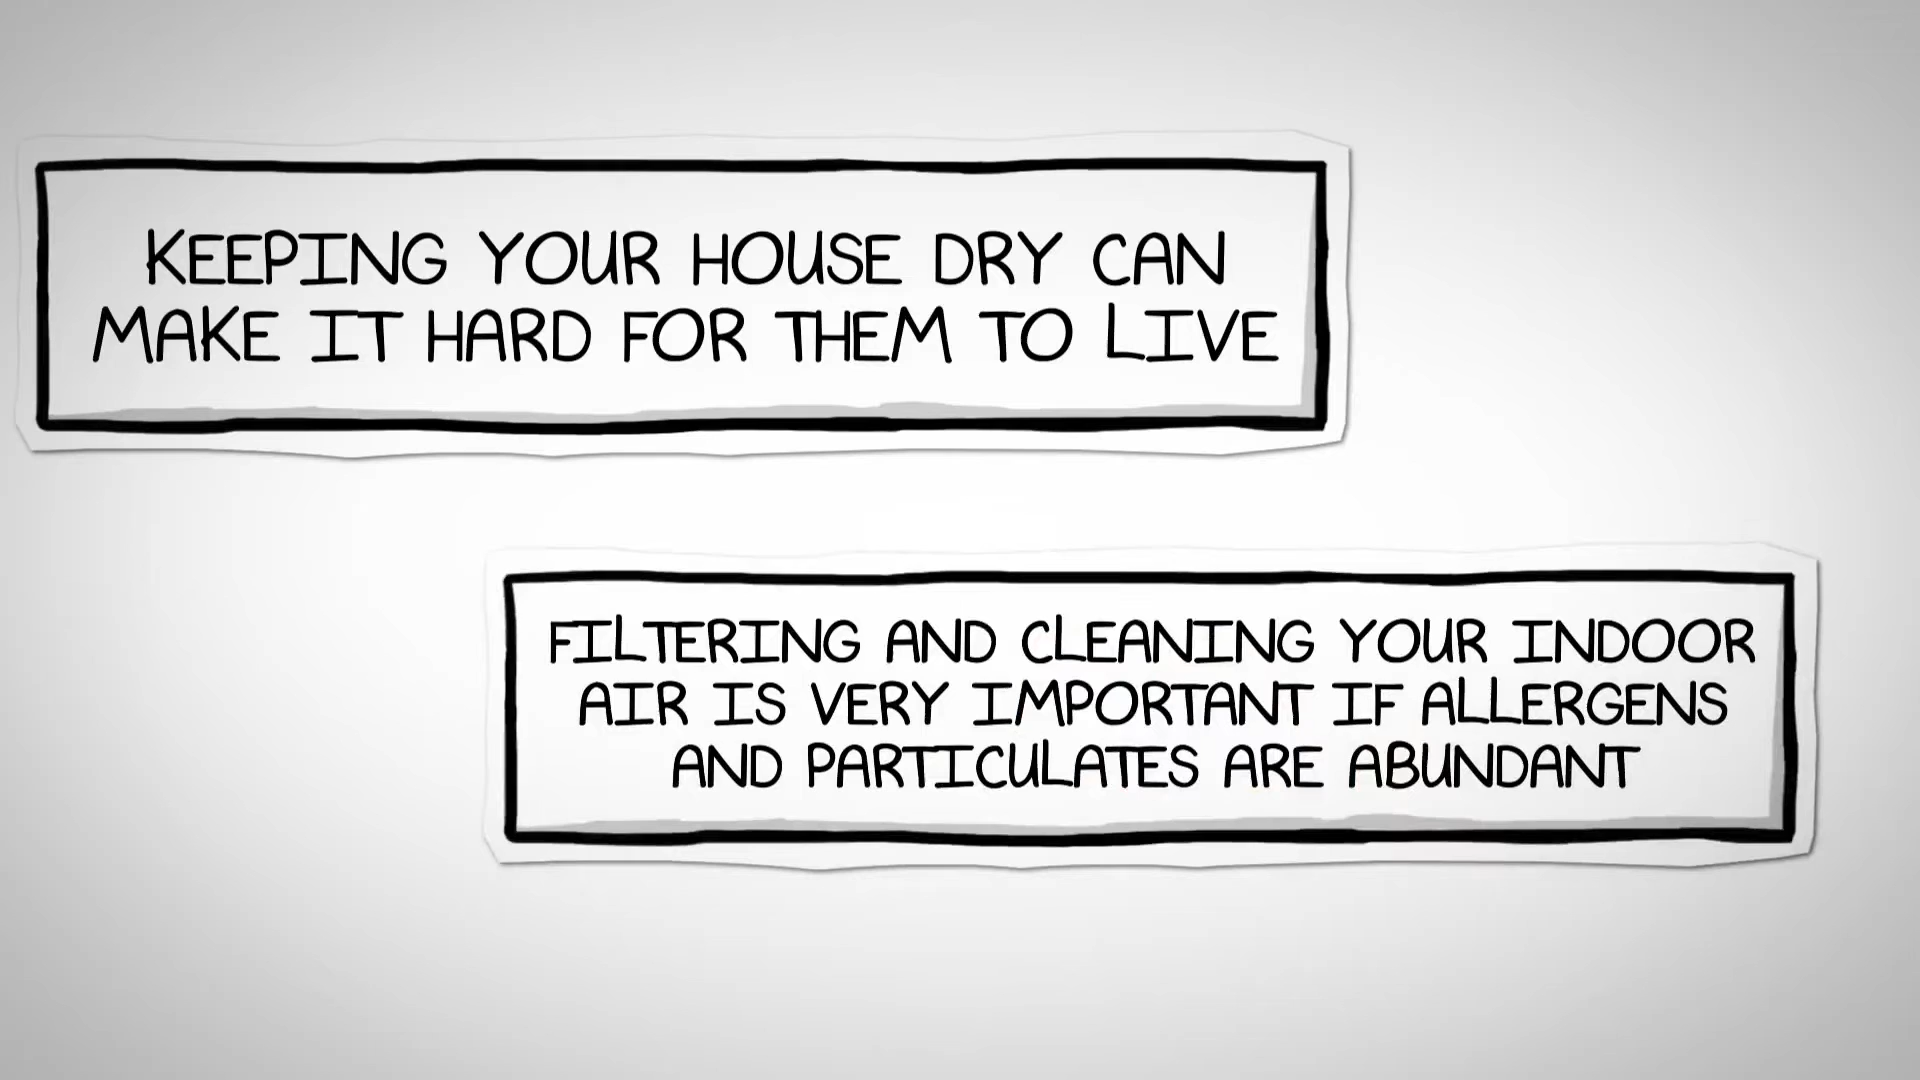 KEEPING YOUR HOUSE DRY CAN
MAKE IT HARD FOR THEM TO LIVE
FILTERING AND CLEANING YOUR INDOOR
AIR IS VERY IMPORTANT IF ALLERGENS
AND PARTICULATES ARE ABUNDANT